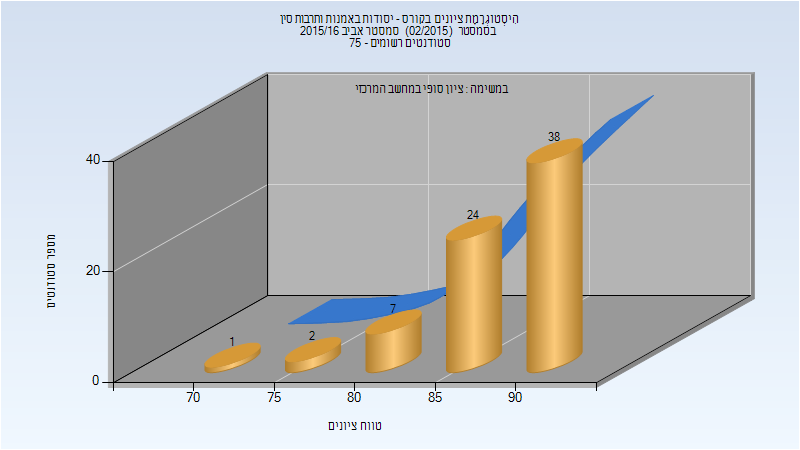 היסטוגרמת ציונים בקורס - יסודות באמנות ותרבות סין
בסמסטר (02/2015) סמסטר אביב 2015/16
סטודנטים רשומים - 75
במשימה : ציון סופי במחשב המרכזי
38
40
24
מספר סטודנטים
20
7
2
1
0
70
75
80
85
90
טווח ציונים